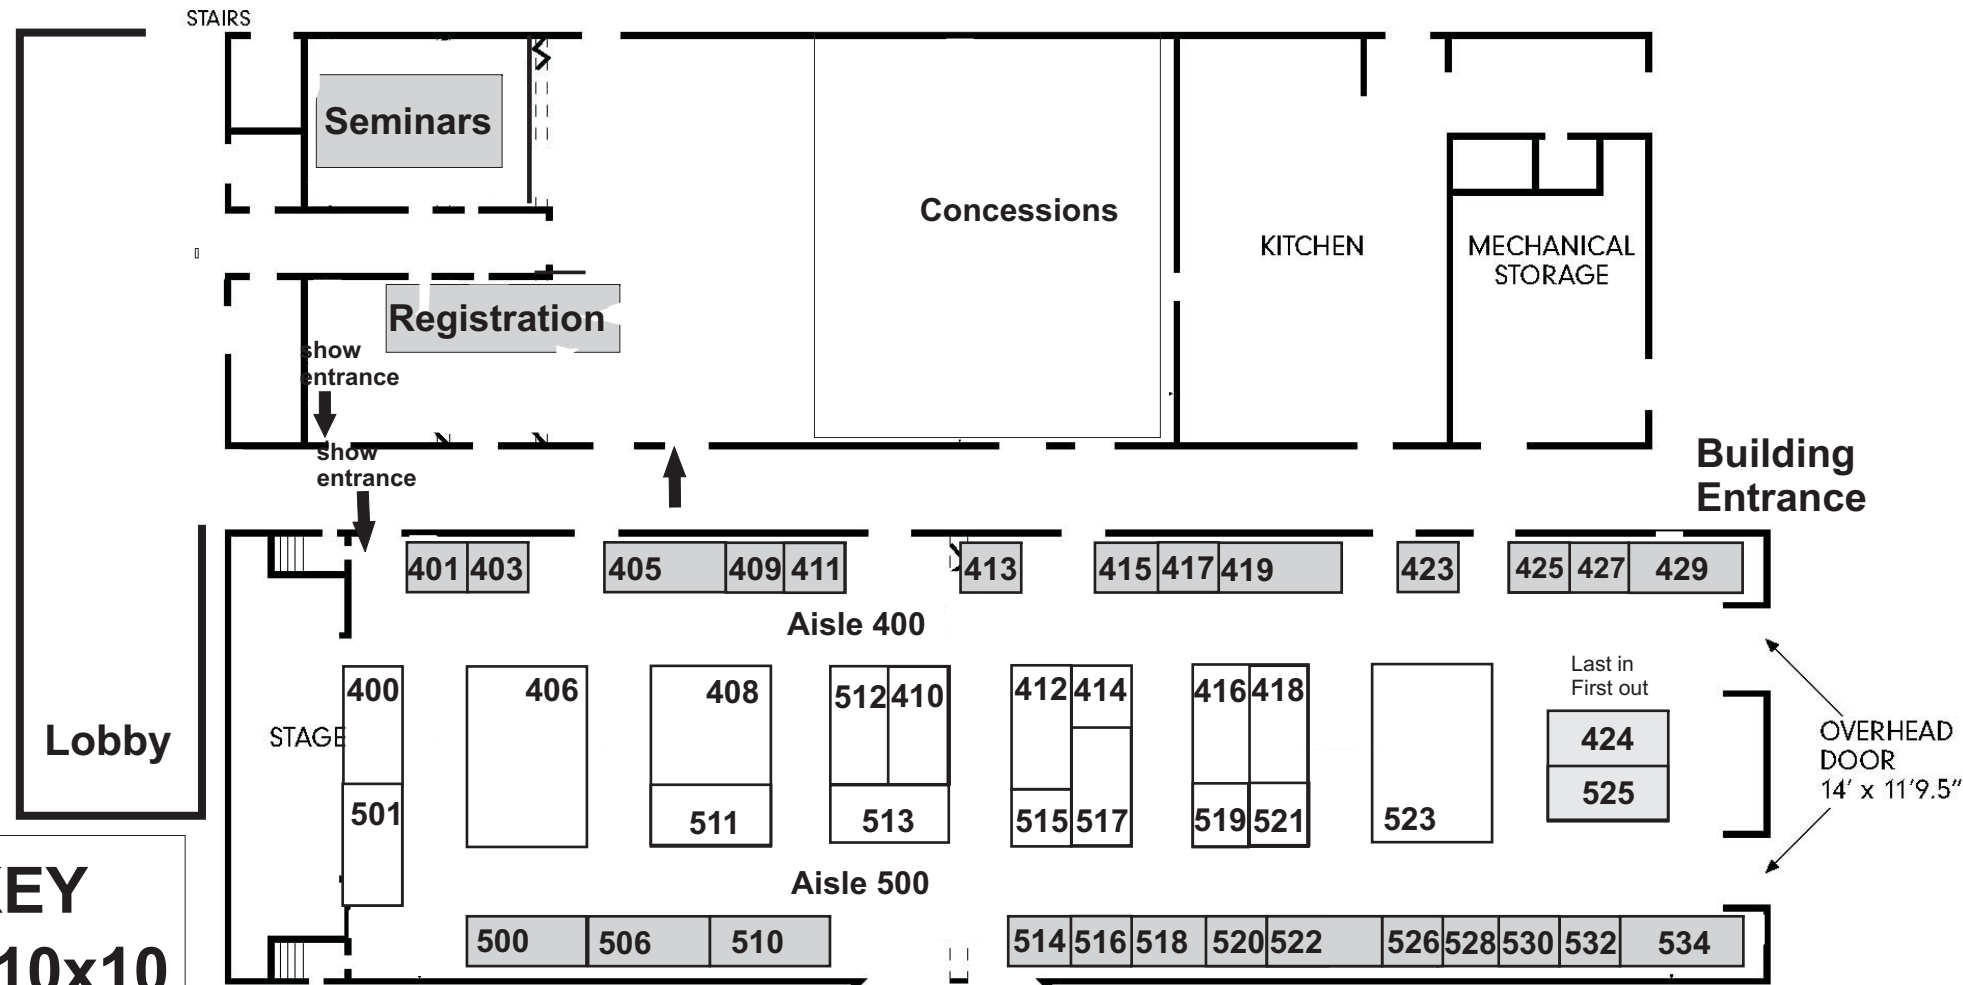 STAIRS
Seminars
Concessions
KITCHEN
MECHANICAL
STORAGE
Registration
show
entrance
show
entrance
Building
Entrance
401 403 405 409 411 413 415 417 419 423 425 427 429
Aisle 400
400 406 408 512 410 412 414 416 418
Last in
First out
Lobby
STAGE
424
OVERHEAD
DOOR
14' x 11'9.5"
525
501 511 513 515 517 519 521 523
Aisle 500
500 506 510 514 516 518 520 522 526 528 530 532 534
EY
10x10